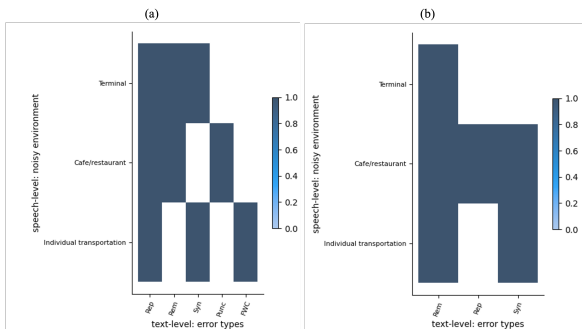 (a)
speech-level: noisy environment
Terminal
Cafe/restaurant
Individual transportation
Rep
Rem
Syn
Punc
FWC
text-level: error types
1.0
0.8
0.6
0.4
0.2
0.0
(b)
speech-level: noisy environment
Terminal
Cafe/restaurant
Individual transportation
Rem
Rep
Syn
text-level: error types
1.0
0.8
0.6
0.4
0.2
0.0